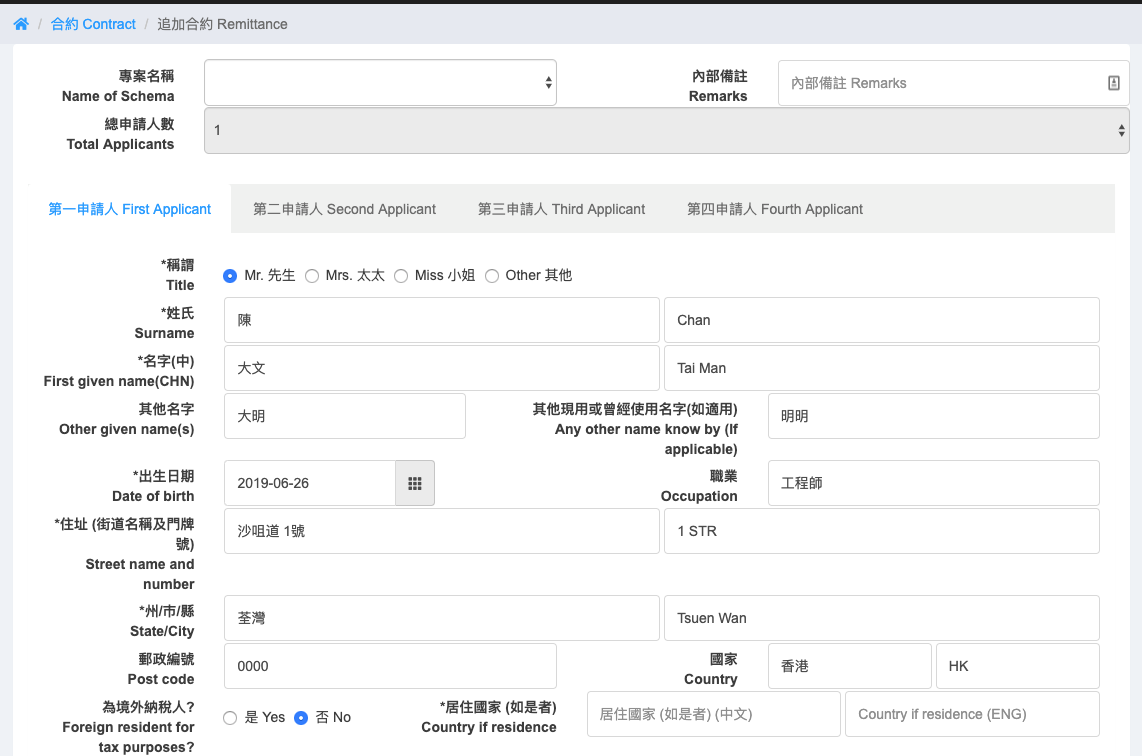 / 合約 Contract / 追加合約 Remittance
專案名稱
Name of Schema
內部備註
Remarks
內部備註 Remarks
總申請人數
Total Applicants
1
第一申請人 First Applicant 第二申請人 Second Applicant 第三申請人 Third Applicant 第四申請人 Fourth Applicant
*稱謂
Title
Mr. 先生 Mrs. 太太 Miss 小姐 Other 其他
*姓氏
Surname
陳 Chan
*名字(中)
First given name(CHN)
大文 Tai Man
其他名字
Other given name(s)
大明
其他現用或曾經使用名字(如適用)
Any other name know by (If
applicable)
明明
*出生日期
Date of birth
2019-06-26
職業
Occupation
工程師
*住址 (街道名稱及門牌
號)
Street name and
number
沙咀道 1號 1 STR
*州/市/縣
State/City
荃灣 Tsuen Wan
郵政編號
Post code
0000
國家
Country
香港 HK
為境外納稅人?
Foreign resident for
tax purposes?
是 Yes 否 No
*居住國家 (如是者)
Country if residence
居住國家 (如是者) (中文) Country if residence (ENG)